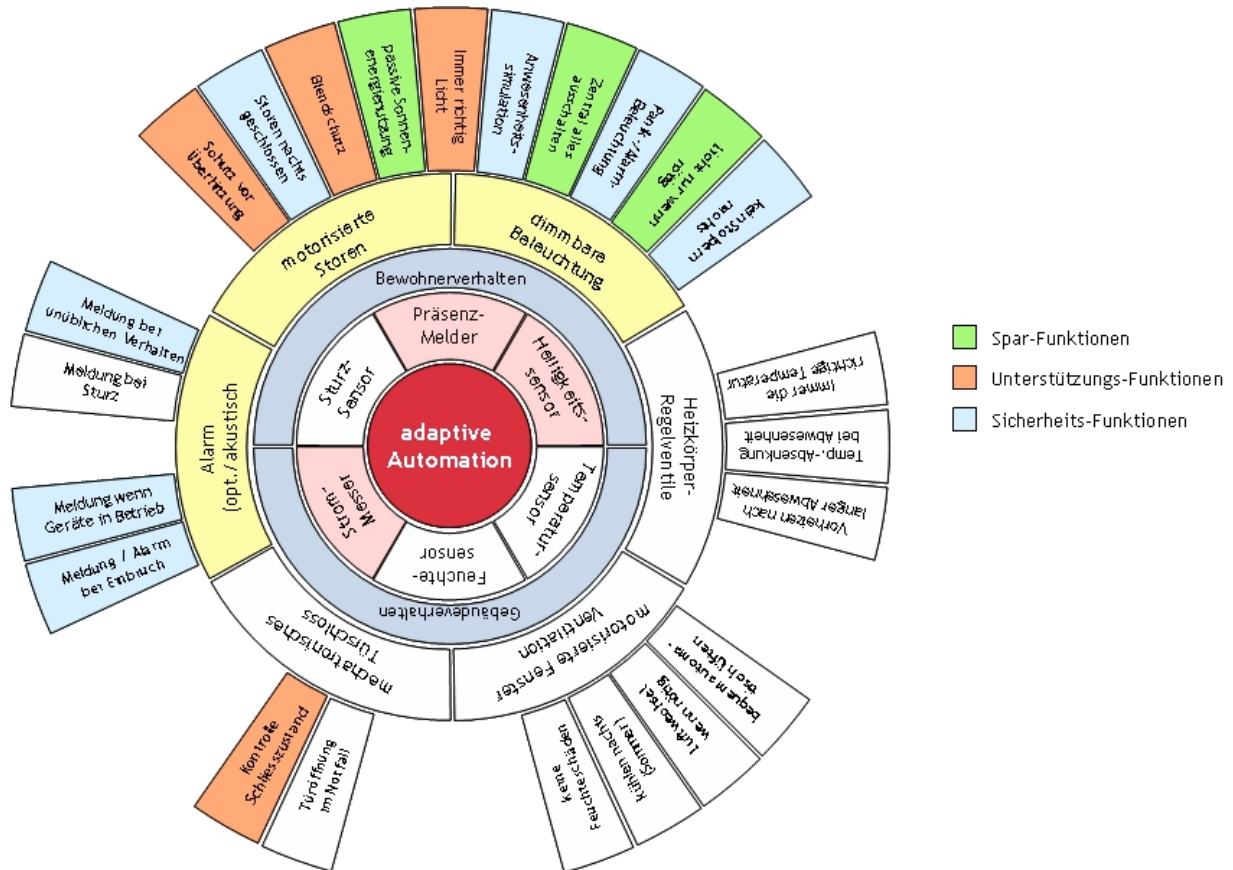 adaptive
Automation
Präsenz-
Melder
Helligkeits-
sensor
Temperatur-
sensor
Feuchte-
sensor
Strom-
Messer
Sturz-
Sensor
Bewohnerverhalten
Gebäudeverhalten
motorisierte
Storen
dimmbare
Beleuchtung
Heizkörper-
Regelventile
motorisierte Fenster
Ventilation
mechatronisches
Türschloss
Alarm
(opt./akustisch)
Schutz vor
Überhitzung
Storen nachts
geschlossen
Blendschutz
passive Sonnen-
energienutzung
Immer richtig
Licht
Anwesenheits-
simulation
Zentral alles
ausschalten
Panik-/Alarm-
Beleuchtung
Licht nur wenn
nötig
kein Stolpern
nachts
Immer die
richtige Temperatur
Temp.-Absenkung
bei Abwesenheit
Vorheizen nach
langer Abwesenheit
bequem automa-
tisch lüften
Luftwechsel
wenn nötig
Kühlen nachts
(Sommer)
keine
Feuchteschäden
Türöffnung
im Notfall
Kontrolle
Schliesszustand
Meldung / Alarm
bei Einbruch
Meldung wenn
Geräte in Betrieb
Meldung bei
Sturz
Meldung bei
unüblichen Verhalten
Spar-Funktionen
Unterstützungs-Funktionen
Sicherheits-Funktionen